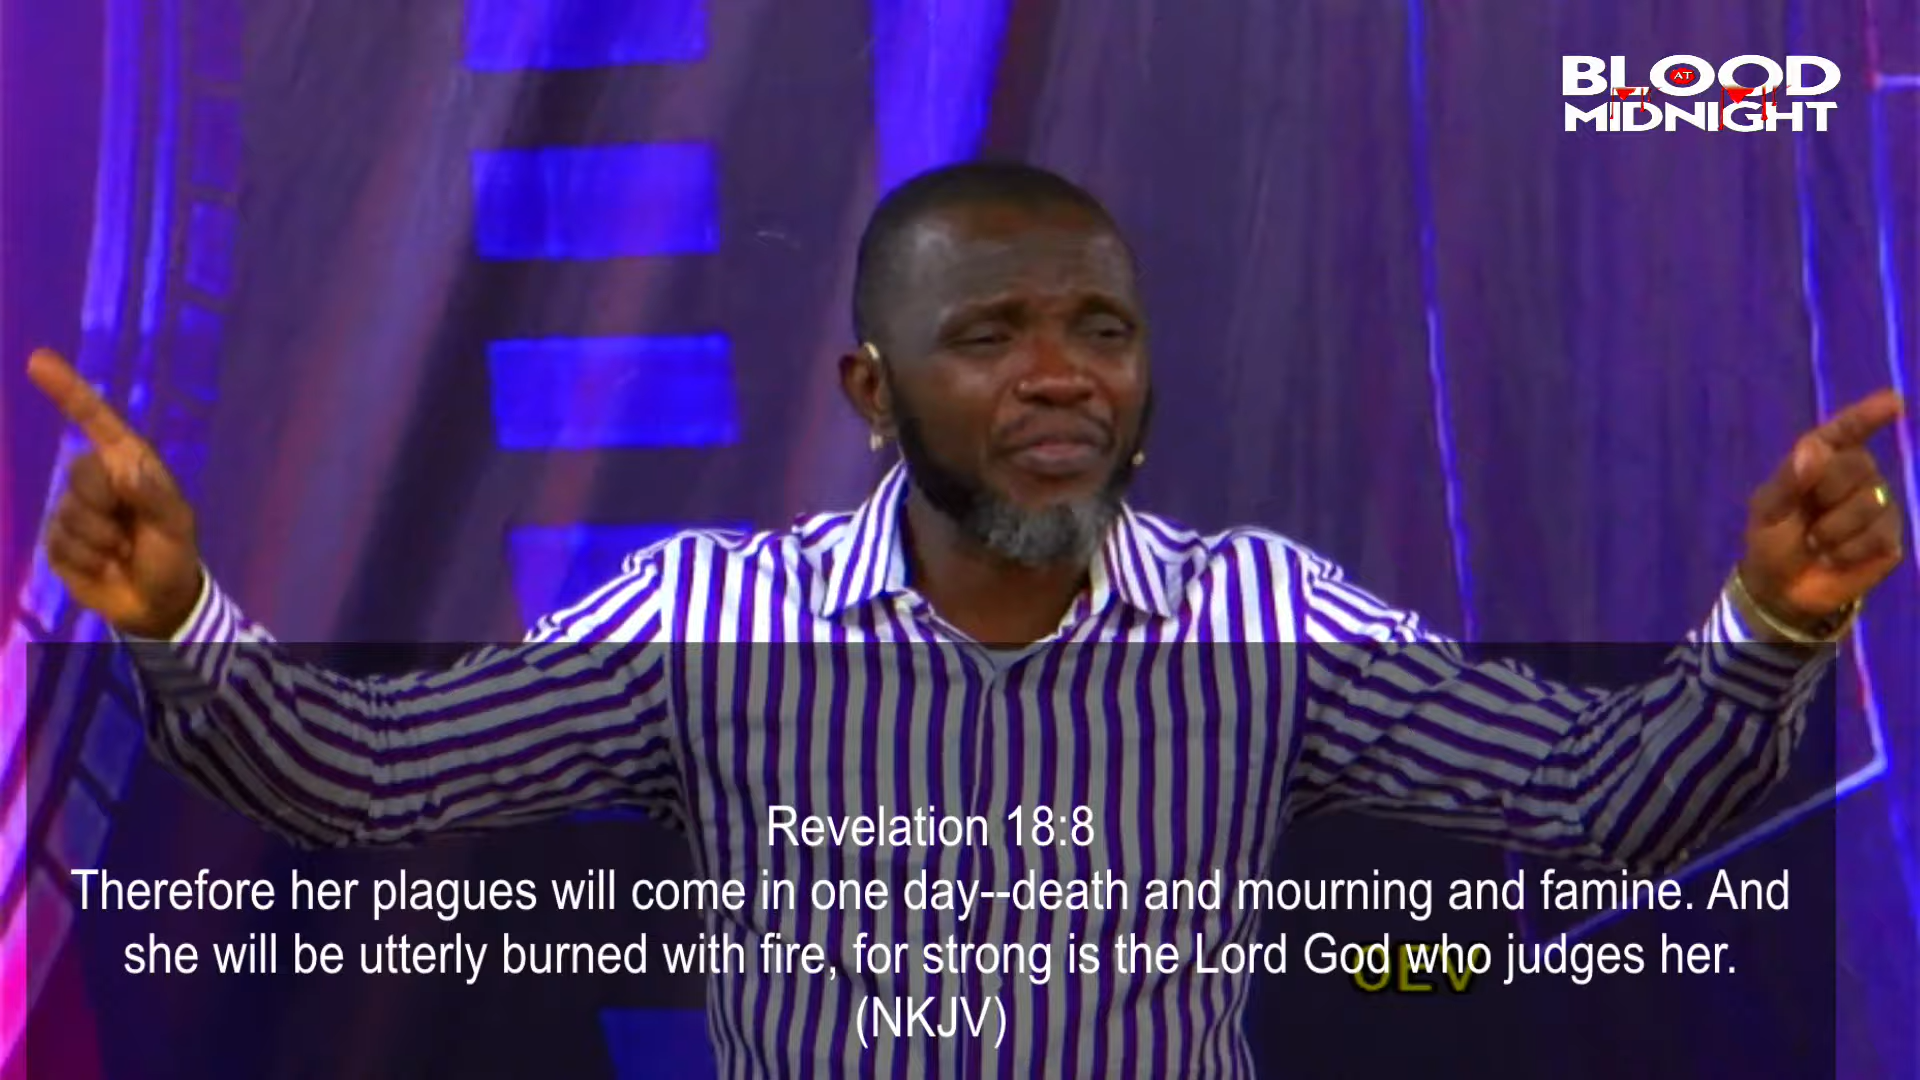 BLOOD
AT
MIDNIGHT
Revelation 18:8
Therefore her plagues will come in one day--death and mourning and famine. And
she will be utterly burned with fire, for strong is the Lord God who judges her.
(NKJV)